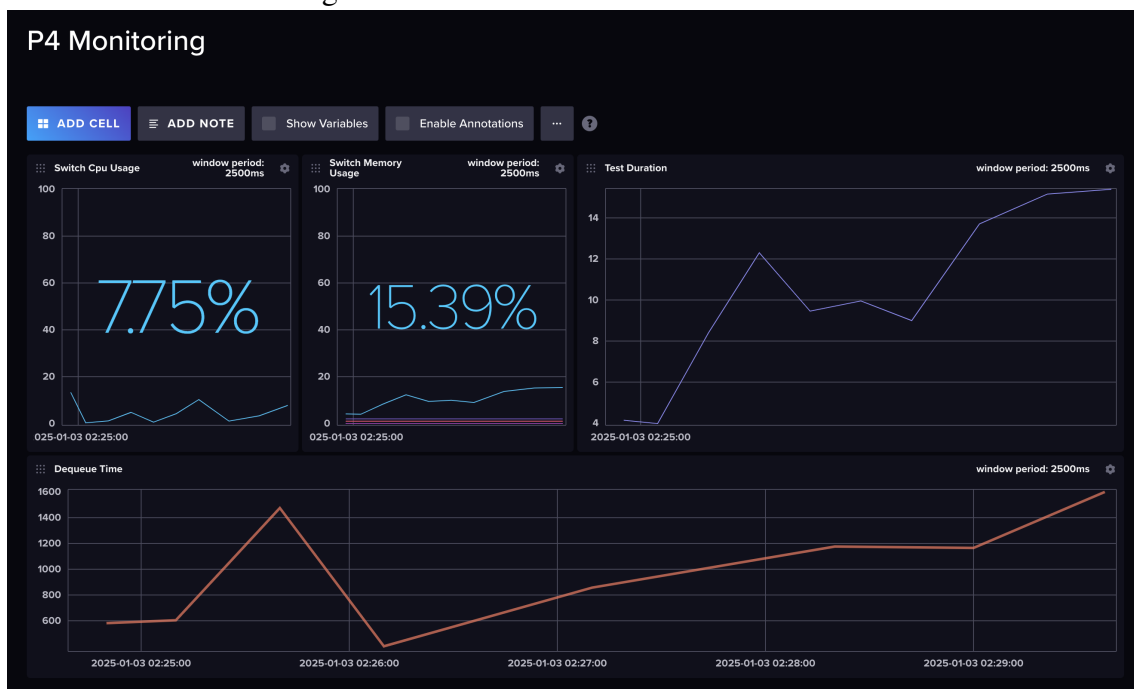 P4 Monitoring
ADD CELL
ADD NOTE
Show Variables
Enable Annotations
...
?
Switch Cpu Usage
window period:
2500ms
100
80
60
40
20
0
7.75%
025-01-03 02:25:00
Switch Memory
Usage
window period:
2500ms
100
80
60
40
20
0
15.39%
025-01-03 02:25:00
Test Duration
window period: 2500ms
14
12
10
8
6
4
2025-01-03 02:25:00
Dequeue Time
window period: 2500ms
1600
1400
1200
1000
800
600
2025-01-03 02:25:00
2025-01-03 02:26:00
2025-01-03 02:27:00
2025-01-03 02:28:00
2025-01-03 02:29:00